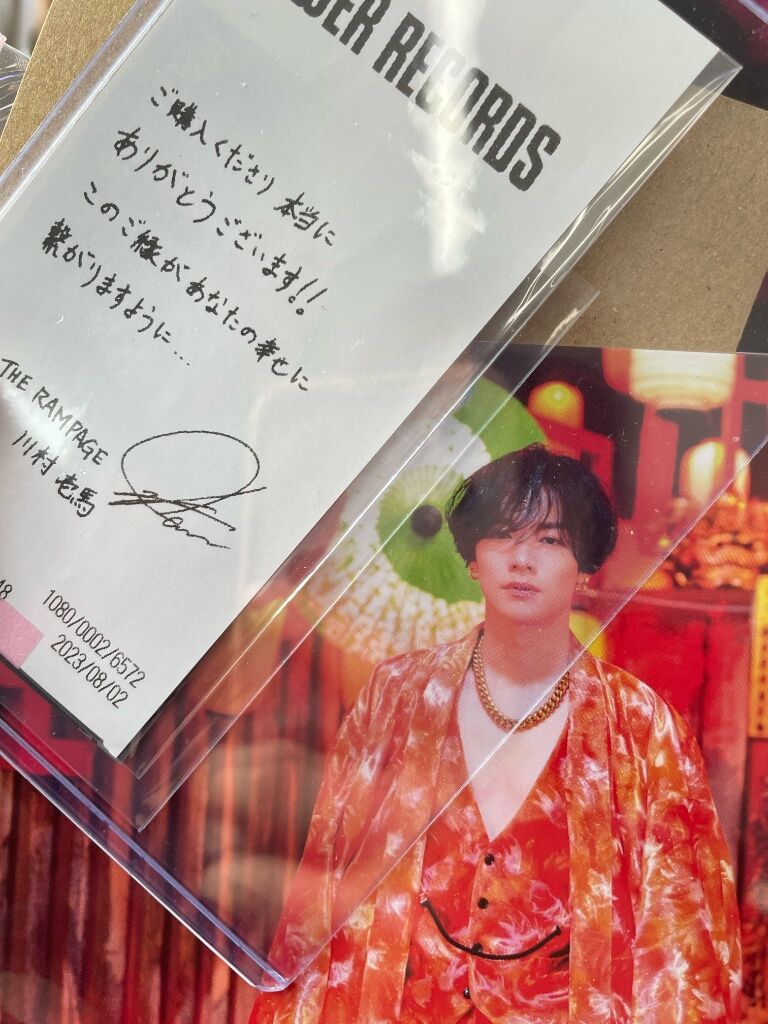 RECORDS
ご購入くださり 本当に
ありがとうございます!!
このご縁があなたの幸せに
繋がりますように...
THE RAMPAGE
川村壱馬
1080/0002/6572
2023/08/02